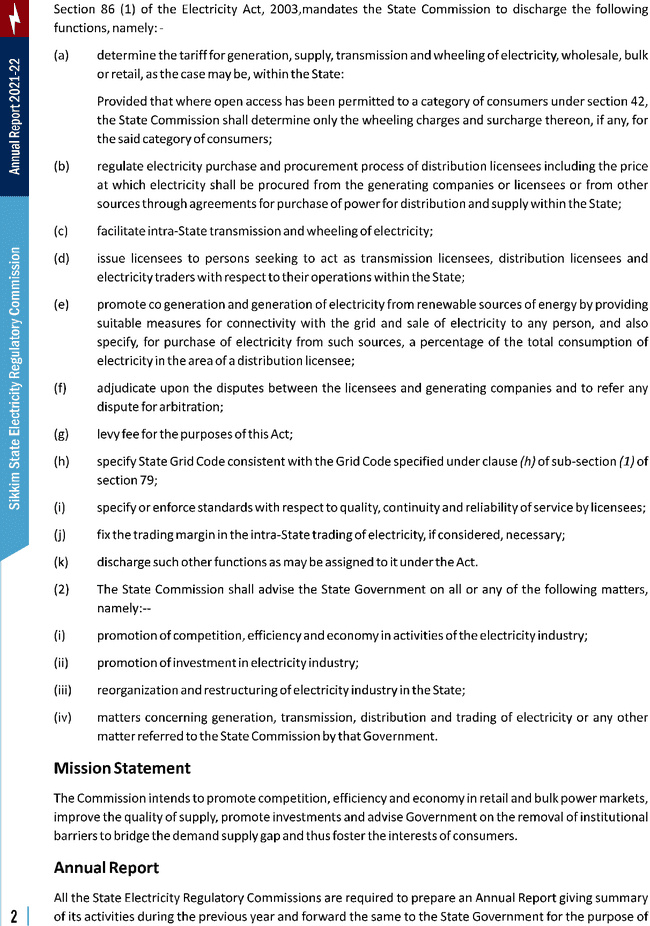 Section 86 (1) of the Electricity Act, 2003,mandates the State Commission to discharge the following
functions, namely: -
(a) determine the tariff for generation, supply, transmission and wheeling of electricity, wholesale, bulk
or retail, as the case may be, within the State:
Provided that where open access has been permitted to a category of consumers under section 42,
the State Commission shall determine only the wheeling charges and surcharge thereon, if any, for
the said category of consumers;
(b) regulate electricity purchase and procurement process of distribution licensees including the price
at which electricity shall be procured from the generating companies or licensees or from other
sources through agreements for purchase of power for distribution and supply within the State;
(c) facilitate intra-State transmission and wheeling of electricity;
(d) issue licensees to persons seeking to act as transmission licensees, distribution licensees and
electricity traders with respect to their operations within the State;
(e) promote co generation and generation of electricity from renewable sources of energy by providing
suitable measures for connectivity with the grid and sale of electricity to any person, and also
specify, for purchase of electricity from such sources, a percentage of the total consumption of
electricity in the area of a distribution licensee;
(f) adjudicate upon the disputes between the licensees and generating companies and to refer any
dispute for arbitration;
(g) levy fee for the purposes of this Act;
(h) specify State Grid Code consistent with the Grid Code specified under clause (h) of sub-section (1) of
section 79;
(i) specify or enforce standards with respect to quality, continuity and reliability of service by licensees;
(j) fix the trading margin in the intra-State trading of electricity, if considered, necessary;
(k) discharge such other functions as may be assigned to it under the Act.
(2) The State Commission shall advise the State Government on all or any of the following matters,
namely:--
(i) promotion of competition, efficiency and economy in activities of the electricity industry;
(ii) promotion of investment in electricity industry;
(iii) reorganization and restructuring of electricity industry in the State;
(iv) matters concerning generation, transmission, distribution and trading of electricity or any other
matter referred to the State Commission by that Government.
Mission Statement
The Commission intends to promote competition, efficiency and economy in retail and bulk power markets,
improve the quality of supply, promote investments and advise Government on the removal of institutional
barriers to bridge the demand supply gap and thus foster the interests of consumers.
Annual Report
All the State Electricity Regulatory Commissions are required to prepare an Annual Report giving summary
of its activities during the previous year and forward the same to the State Government for the purpose of
Annual Report 2021-22
Sikkim State Electricity Regulatory Commission
2